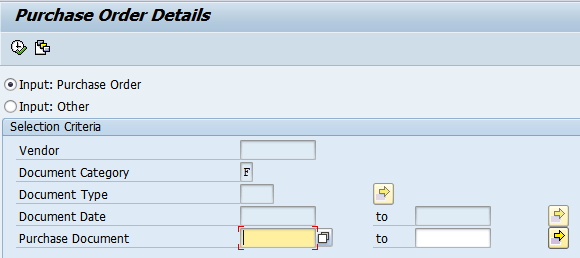 Purchase Order Details
Input: Purchase Order
Input: Other
Selection Criteria
Vendor
Document Category F
Document Type
Document Date to
Purchase Document to